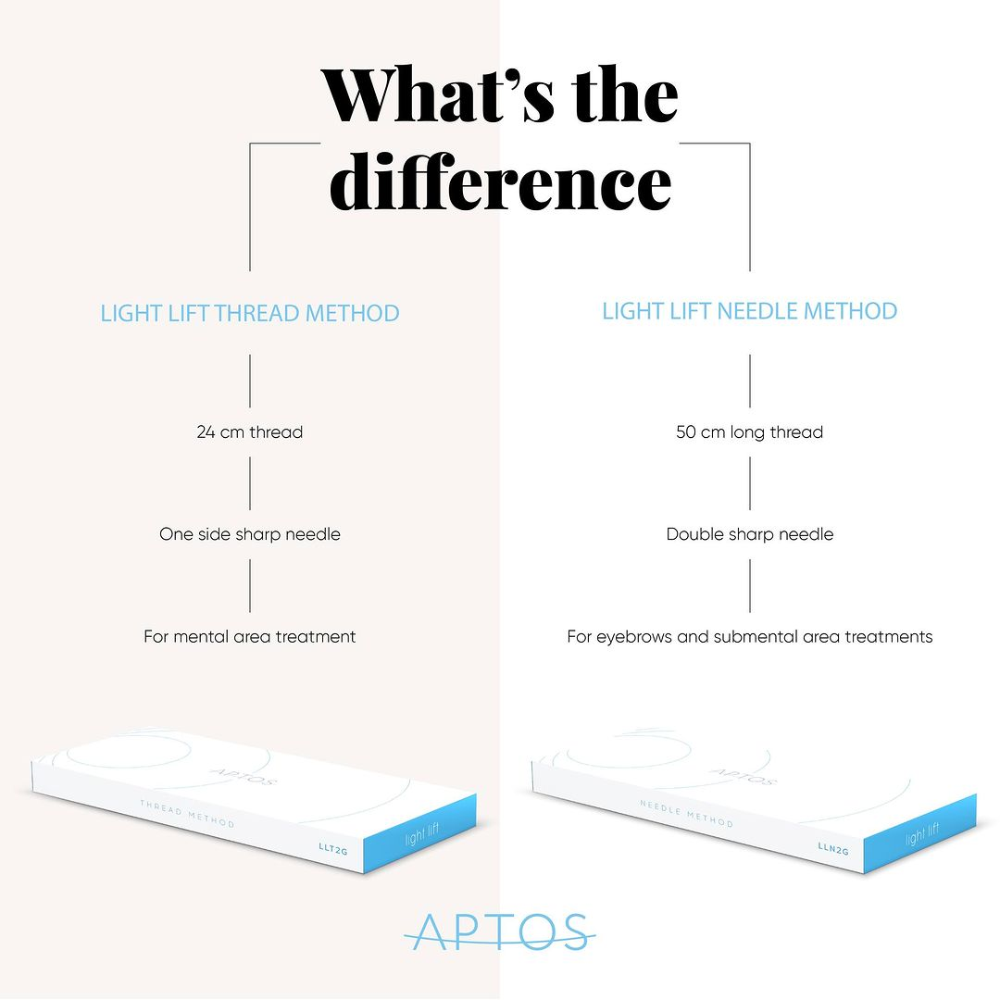 What's the
difference
LIGHT LIFT THREAD METHOD
24 cm thread
One side sharp needle
For mental area treatment
LIGHT LIFT NEEDLE METHOD
50 cm long thread
Double sharp needle
For eyebrows and submental area treatments
APTOS
THREAD METHOD
LLT2G
light lift
APTOS
NEEDLE METHOD
LLN2G
light lift
APTOS